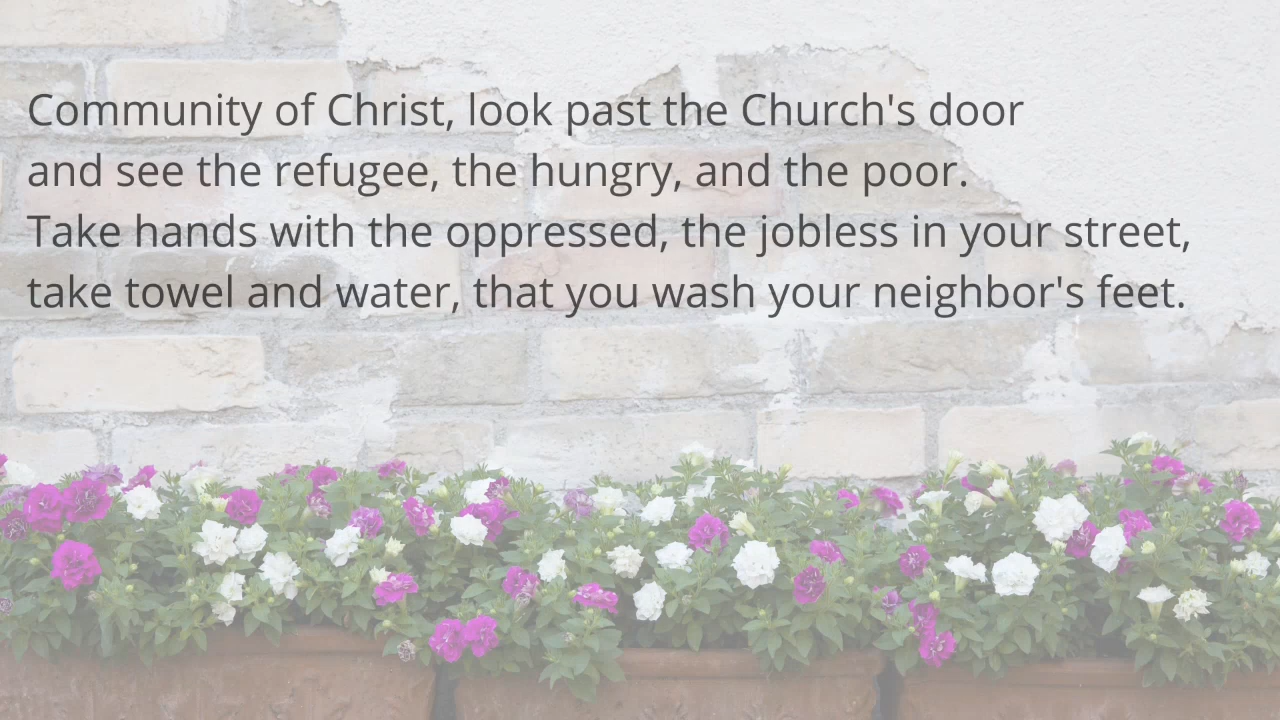 Community of Christ, look past the Church's door
and see the refugee, the hungry, and the poor.
Take hands with the oppressed, the jobless in your street,
take towel and water, that you wash your neighbor's feet.